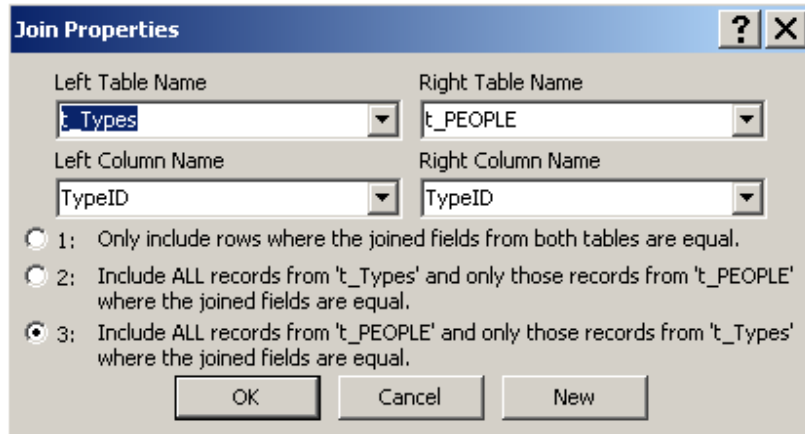 Join Properties
Left Table Name
Right Table Name
t_Types
t_PEOPLE
Left Column Name
Right Column Name
TypeID
TypeID
1: Only include rows where the joined fields from both tables are equal.
2: Include ALL records from 't_Types' and only those records from 't_PEOPLE'
where the joined fields are equal.
3: Include ALL records from 't_PEOPLE' and only those records from 't_Types'
where the joined fields are equal.
OK
Cancel
New